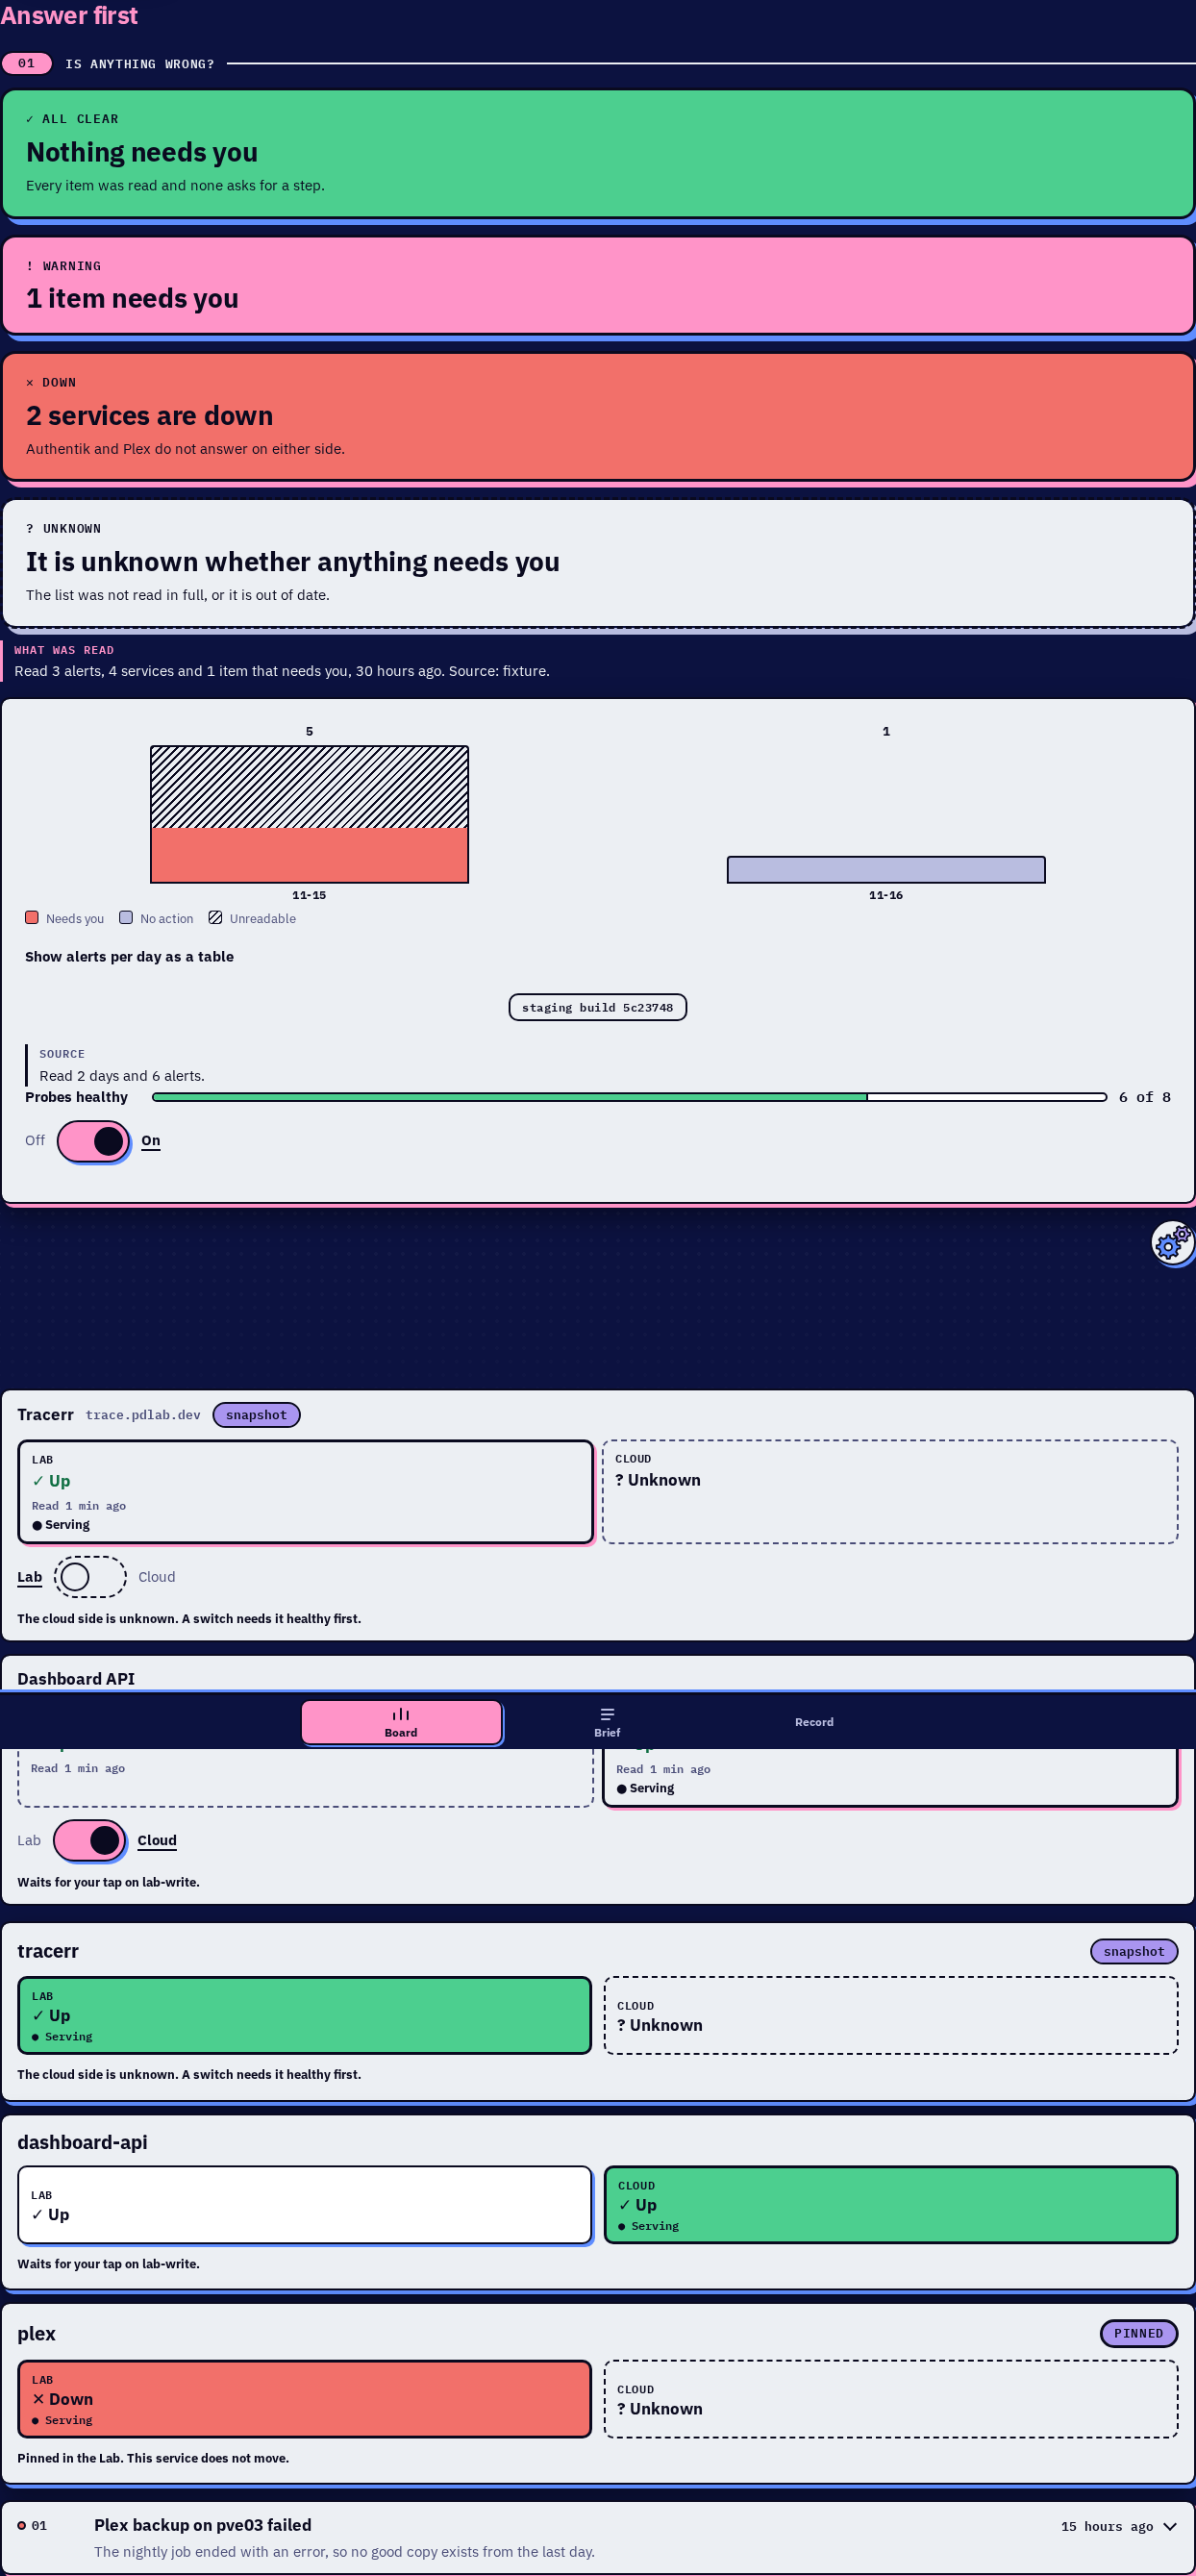 Answer first
01 IS ANYTHING WRONG?
✓ ALL CLEAR
Nothing needs you
Every item was read and none asks for a step.
! WARNING
1 item needs you
× DOWN
2 services are down
Authentik and Plex do not answer on either side.
? UNKNOWN
It is unknown whether anything needs you
The list was not read in full, or it is out of date.
WHAT WAS READ
Read 3 alerts, 4 services and 1 item that needs you, 30 hours ago. Source: fixture.
5 1
11-15 11-16
Needs you No action Unreadable
Show alerts per day as a table
staging build 5c23748
SOURCE
Read 2 days and 6 alerts.
Probes healthy 6 of 8
Off On
Tracerr trace.pdlab.dev snapshot
LAB
✓ Up
Read 1 min ago
● Serving
CLOUD
? Unknown
Lab Cloud
The cloud side is unknown. A switch needs it healthy first.
Dashboard API
Board Brief Record
Read 1 min ago
Read 1 min ago
● Serving
Lab Cloud
Waits for your tap on lab-write.
tracerr snapshot
LAB
✓ Up
● Serving
CLOUD
? Unknown
The cloud side is unknown. A switch needs it healthy first.
dashboard-api
LAB
✓ Up
CLOUD
✓ Up
● Serving
Waits for your tap on lab-write.
plex PINNED
LAB
✕ Down
● Serving
CLOUD
? Unknown
Pinned in the Lab. This service does not move.
01 Plex backup on pve03 failed 15 hours ago
The nightly job ended with an error, so no good copy exists from the last day.